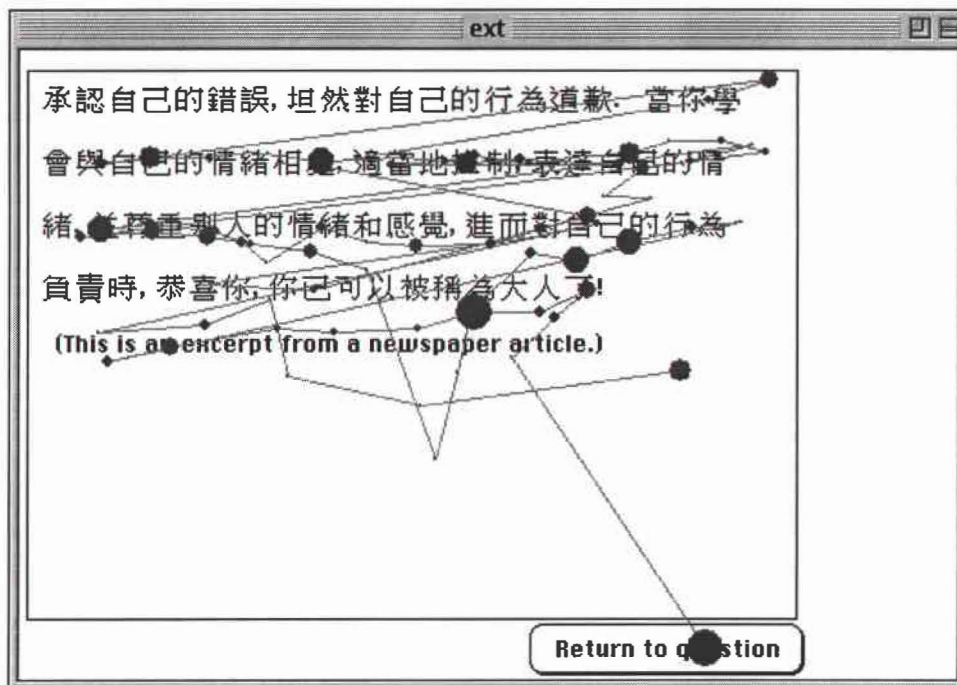 ext
承認自己的錯誤, 坦然對自己的行為道歉. 當你學
會與自己的情緒相處, 適當地控制, 表達自己的情
緒, 並尊重別人的情緒和感覺, 進而對自己的行為
負責時, 恭喜你, 你已可以被稱為大人了!
(This is an excerpt from a newspaper article.)
Return to question